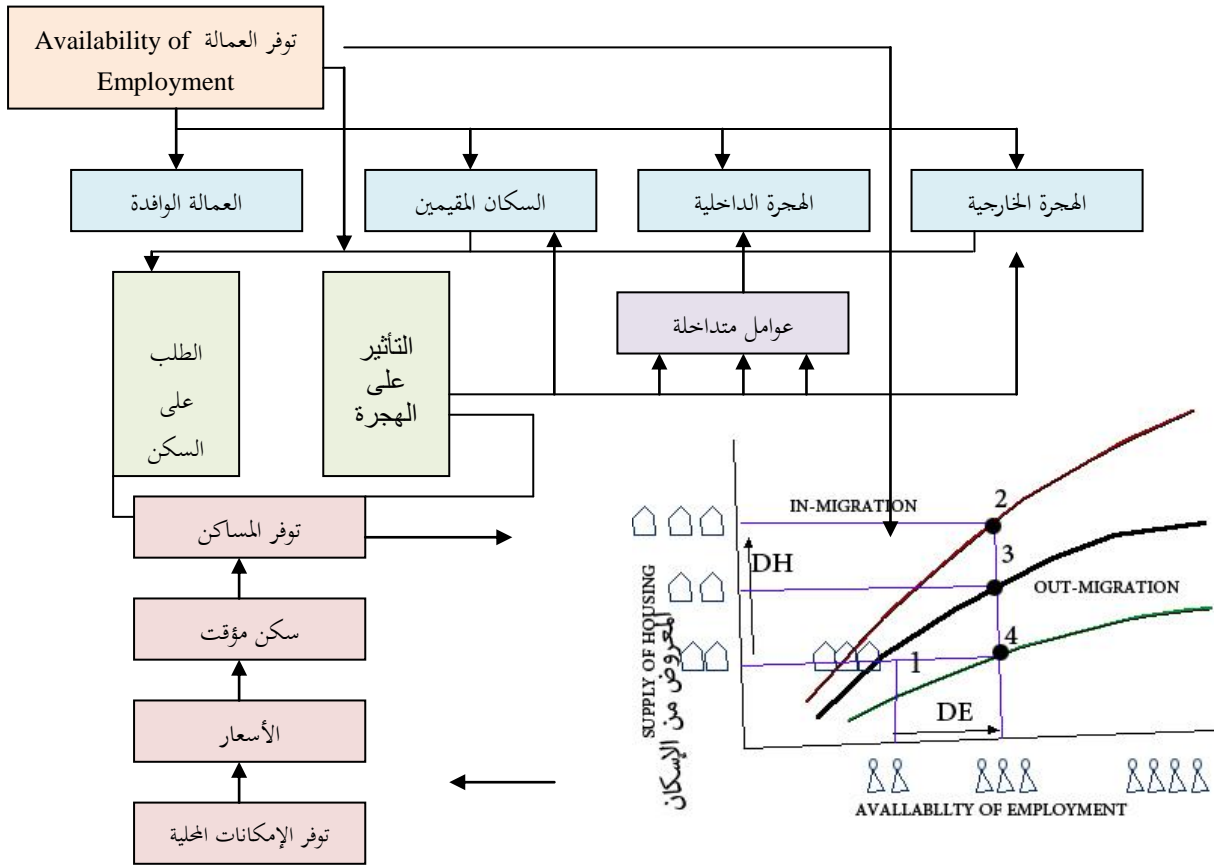 Availability of توفر العمالة
Employment
العمالة الوافدة
السكان المقيمين
الهجرة الداخلية
الهجرة الخارجية
عوامل متداخلة
الطلب
على
السكن
التأثير
على
الهجرة
توفر المساكن
سكن مؤقت
الأسعار
توفر الإمكانات المحلية
IN-MIGRATION
2
DH
3
OUT-MIGRATION
4
1
DE
SUPPLY OF HOUSING
المعروض من الإسكان
AVALLABLLTY OF EMPLOYMENT